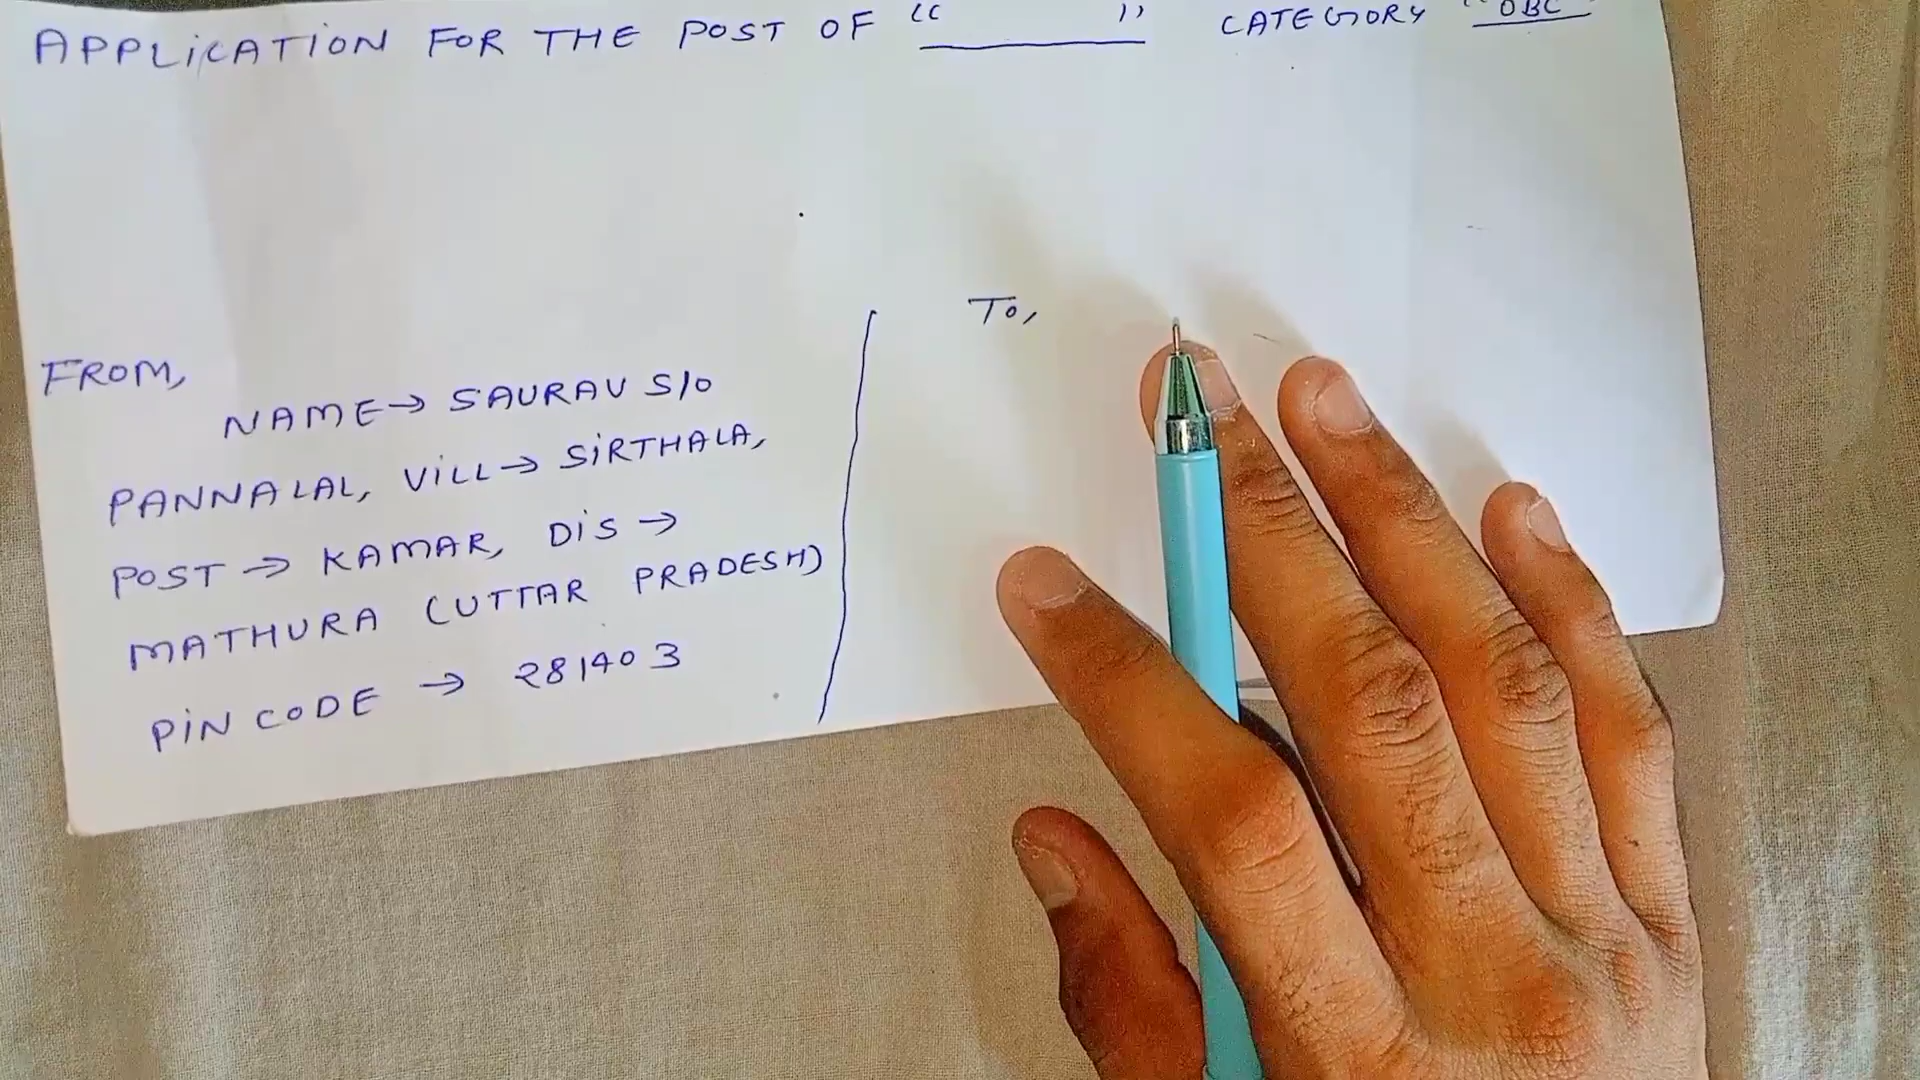 APPLiCATiON FOR THE POST OF "______" CATEGORY "OBC"
FROM,
NAME→ SAURAV S/O
PANNALAL, ViLL→ SiRTHALA,
POST → KAMAR, DiS →
MATHURA (UTTAR PRADESH)
PiN CODE → 281403
To,